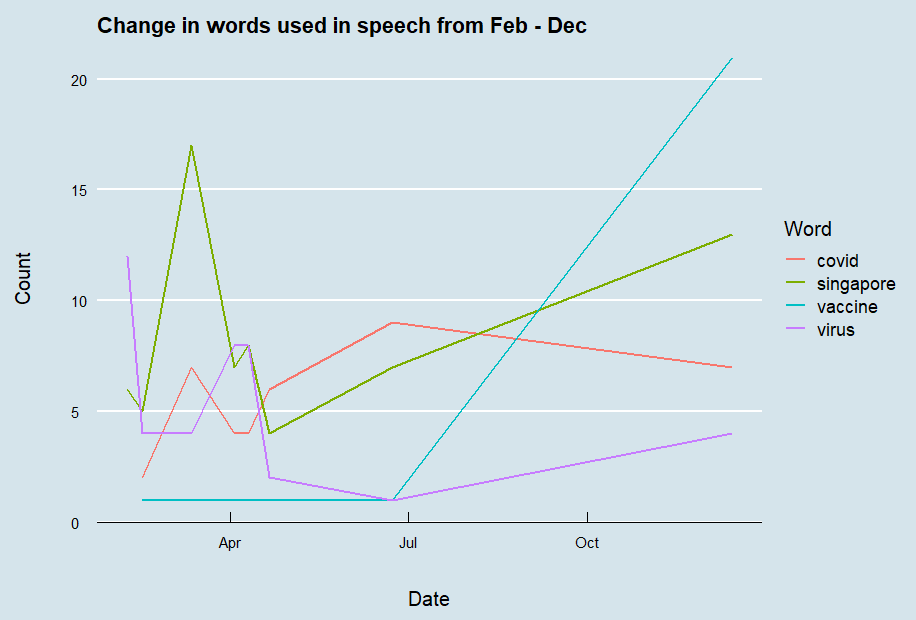 Change in words used in speech from Feb - Dec
20
15
10
5
0
Count
Apr
Jul
Oct
Date
Word
covid
singapore
vaccine
virus